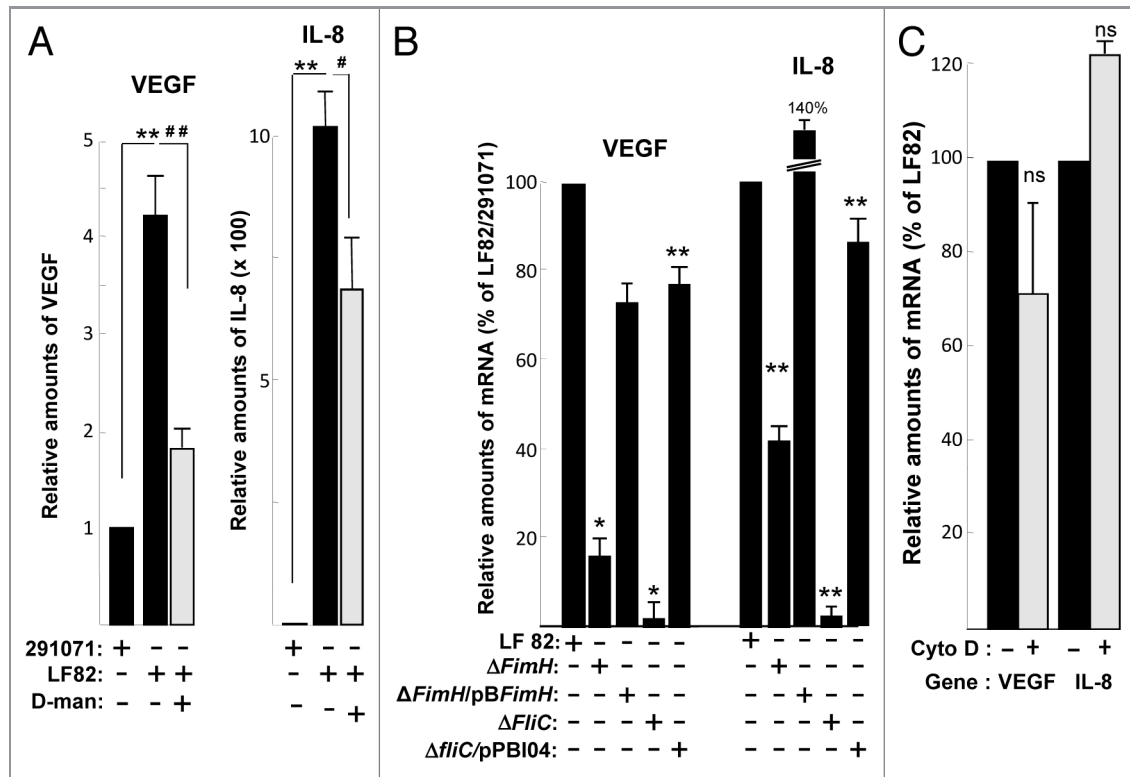 A
VEGF
** ##
5
4
3
2
1
Relative amounts of VEGF
IL-8
** #
10
5
Relative amounts of IL-8 (x 100)
291071: + – – + – –
LF82: – + + – + +
D-man: – – + – – +
B
VEGF
IL-8
140%
100
80
60
40
20
Relative amounts of mRNA (% of LF82/291071)
* * **
** ** **
LF 82: + – – – – + – – – –
ΔFimH: – + – – – – + – – –
ΔFimH/pBFimH: – – + – – – – + – –
ΔFliC: – – – + – – – – + –
ΔfliC/pPBI04: – – – – + – – – – +
C
ns
ns
120
100
80
60
40
20
Relative amounts of mRNA (% of LF82)
Cyto D : – + – +
Gene : VEGF IL-8